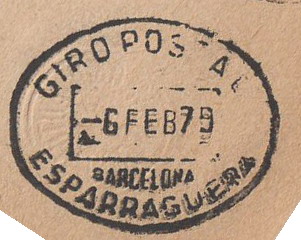 GIRO POSTAL
-6 FEB 79
BARCELONA
ESPARRAGUERA